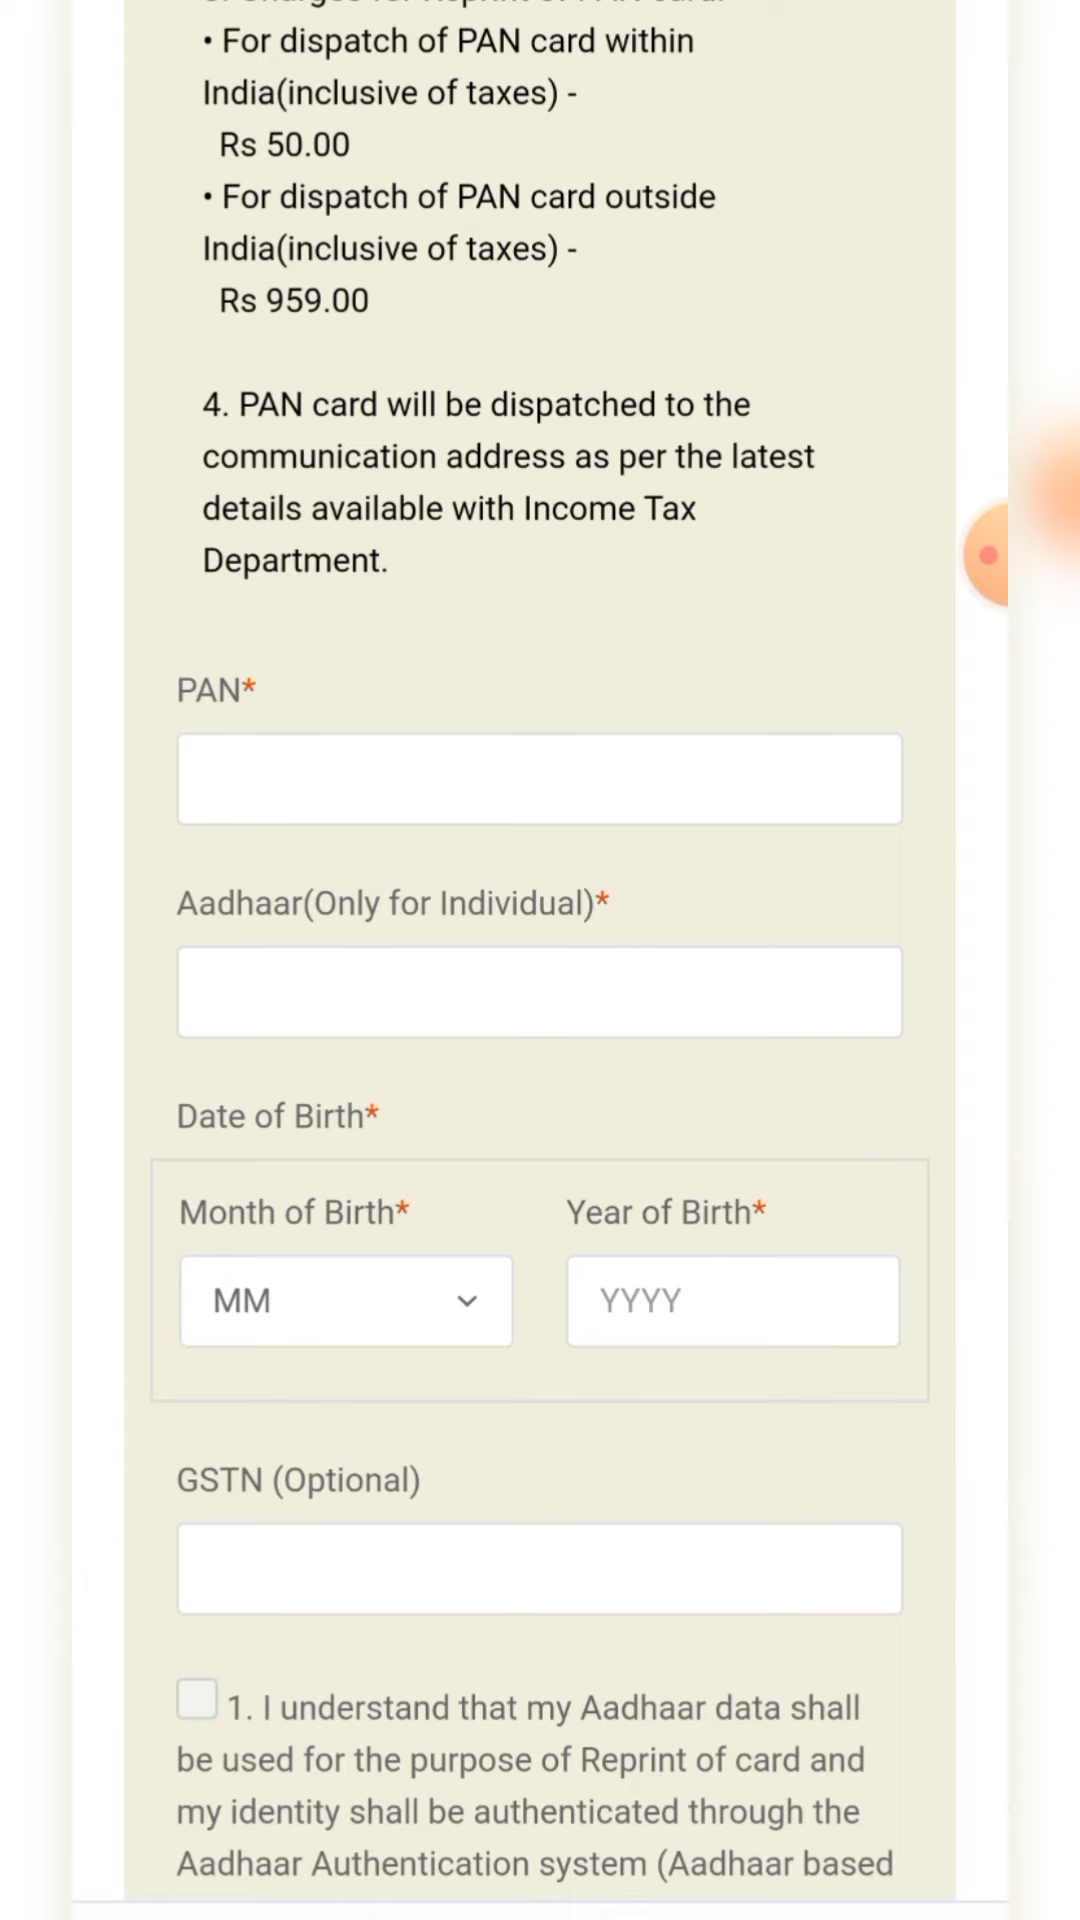 • For dispatch of PAN card within
India(inclusive of taxes) -
Rs 50.00
• For dispatch of PAN card outside
India(inclusive of taxes) -
Rs 959.00
4. PAN card will be dispatched to the
communication address as per the latest
details available with Income Tax
Department.
PAN*
Aadhaar(Only for Individual)*
Date of Birth*
Month of Birth* Year of Birth*
MM YYYY
GSTN (Optional)
1. I understand that my Aadhaar data shall
be used for the purpose of Reprint of card and
my identity shall be authenticated through the
Aadhaar Authentication system (Aadhaar based